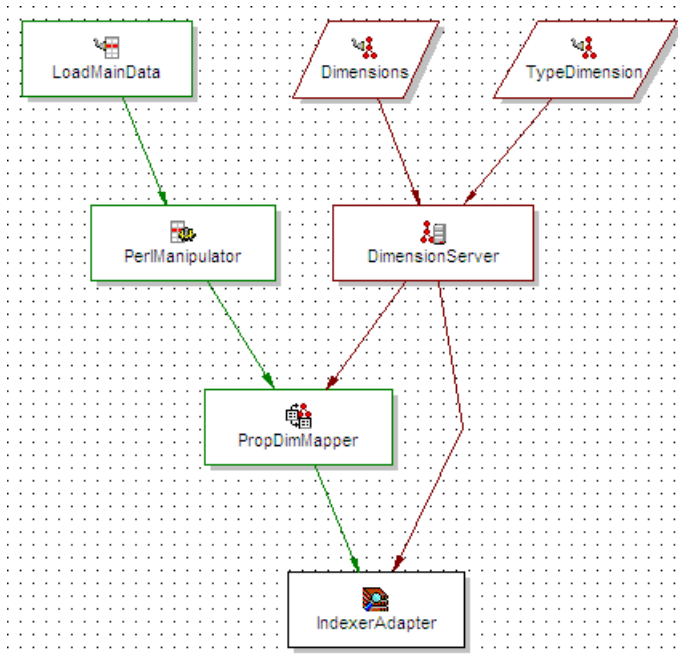 LoadMainData
Dimensions
TypeDimension
PerlManipulator
DimensionServer
PropDimMapper
IndexerAdapter